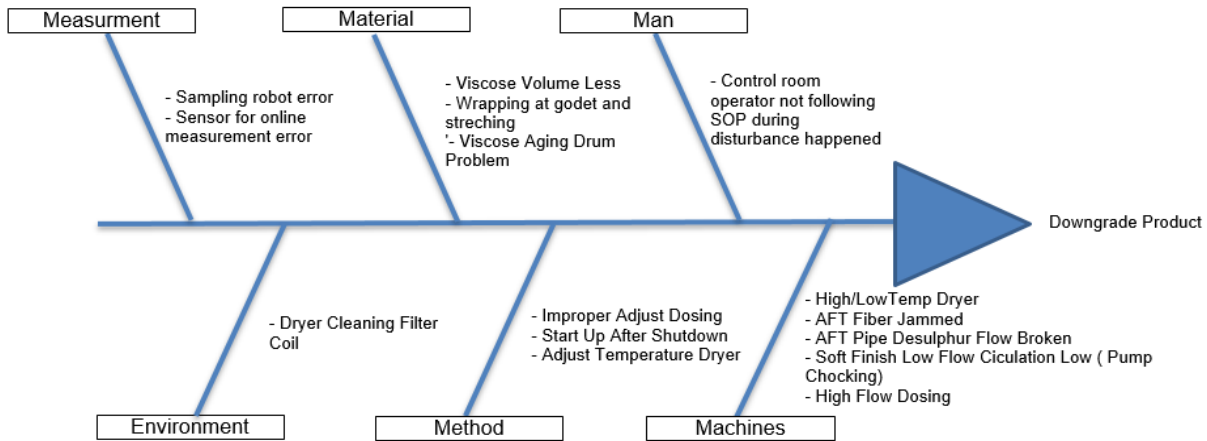 Measurment
Material
Man
- Sampling robot error
- Sensor for online
measurement error
- Viscose Volume Less
- Wrapping at godet and
streching
'- Viscose Aging Drum
Problem
- Control room
operator not following
SOP during
disturbance happened
Downgrade Product
- Dryer Cleaning Filter
Coil
- Improper Adjust Dosing
- Start Up After Shutdown
- Adjust Temperature Dryer
- High/LowTemp Dryer
- AFT Fiber Jammed
- AFT Pipe Desulphur Flow Broken
- Soft Finish Low Flow Ciculation Low ( Pump
Chocking)
- High Flow Dosing
Environment
Method
Machines